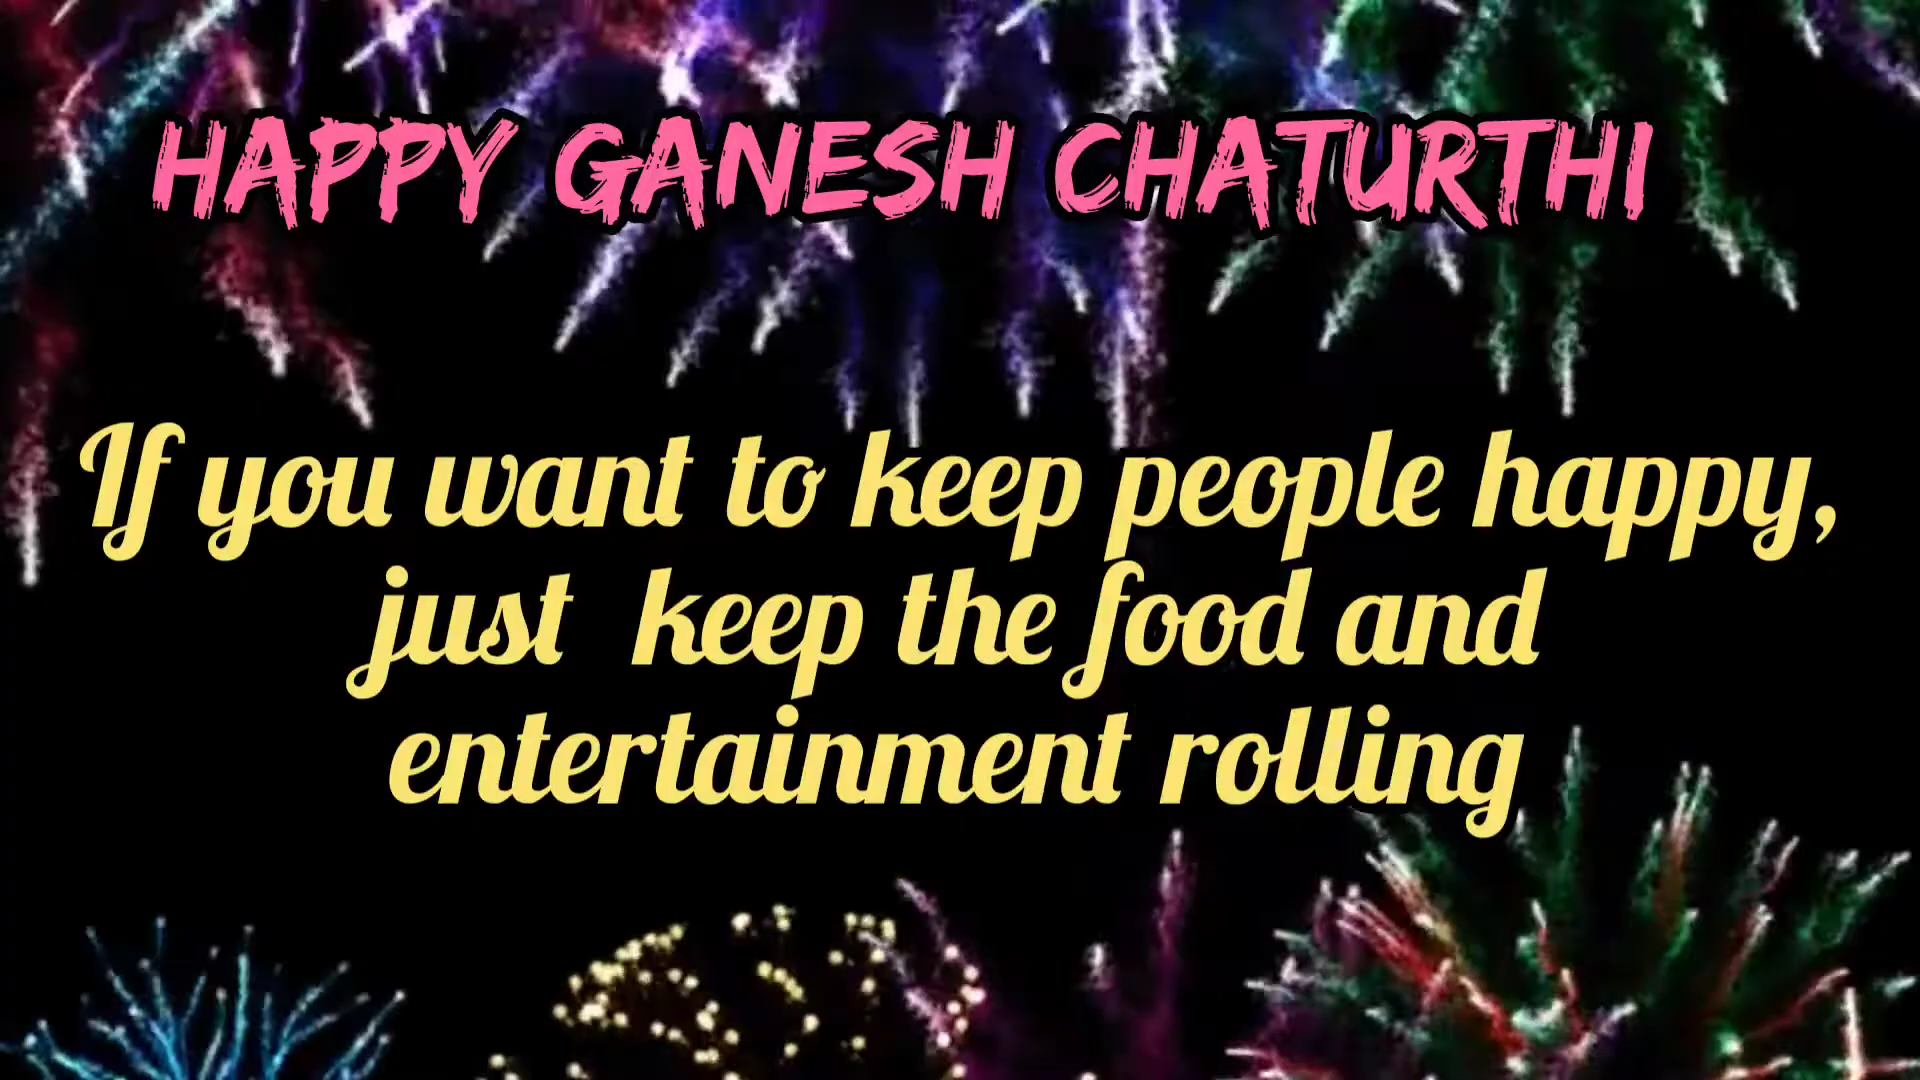 HAPPY GANESH CHATURTHI
If you want to keep people happy,
just keep the food and
entertainment rolling